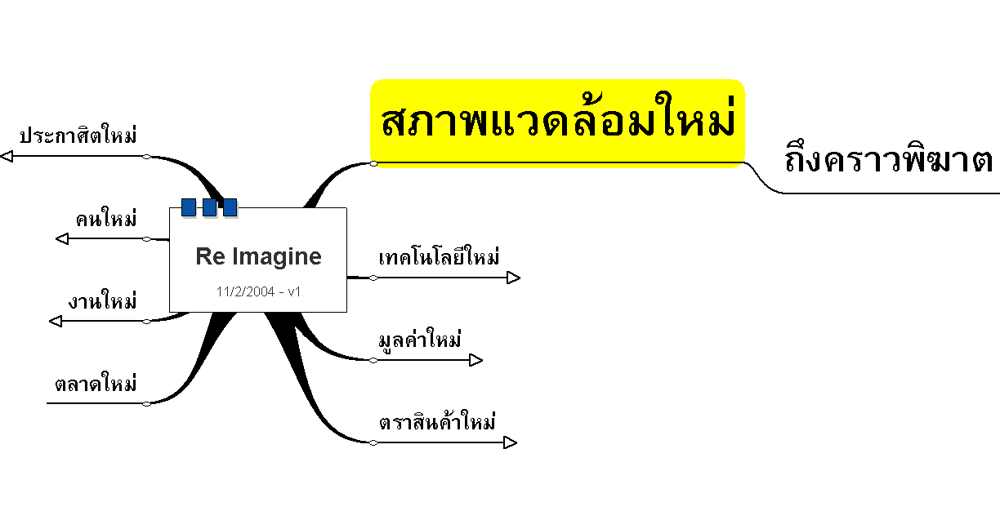 สภาพแวดล้อมใหม่
ถึงคราวพิฆาต
ประกาศิตใหม่
คนใหม่
Re Imagine
เทคโนโลยีใหม่
11/2/2004 - v1
งานใหม่
มูลค่าใหม่
ตลาดใหม่
ตราสินค้าใหม่